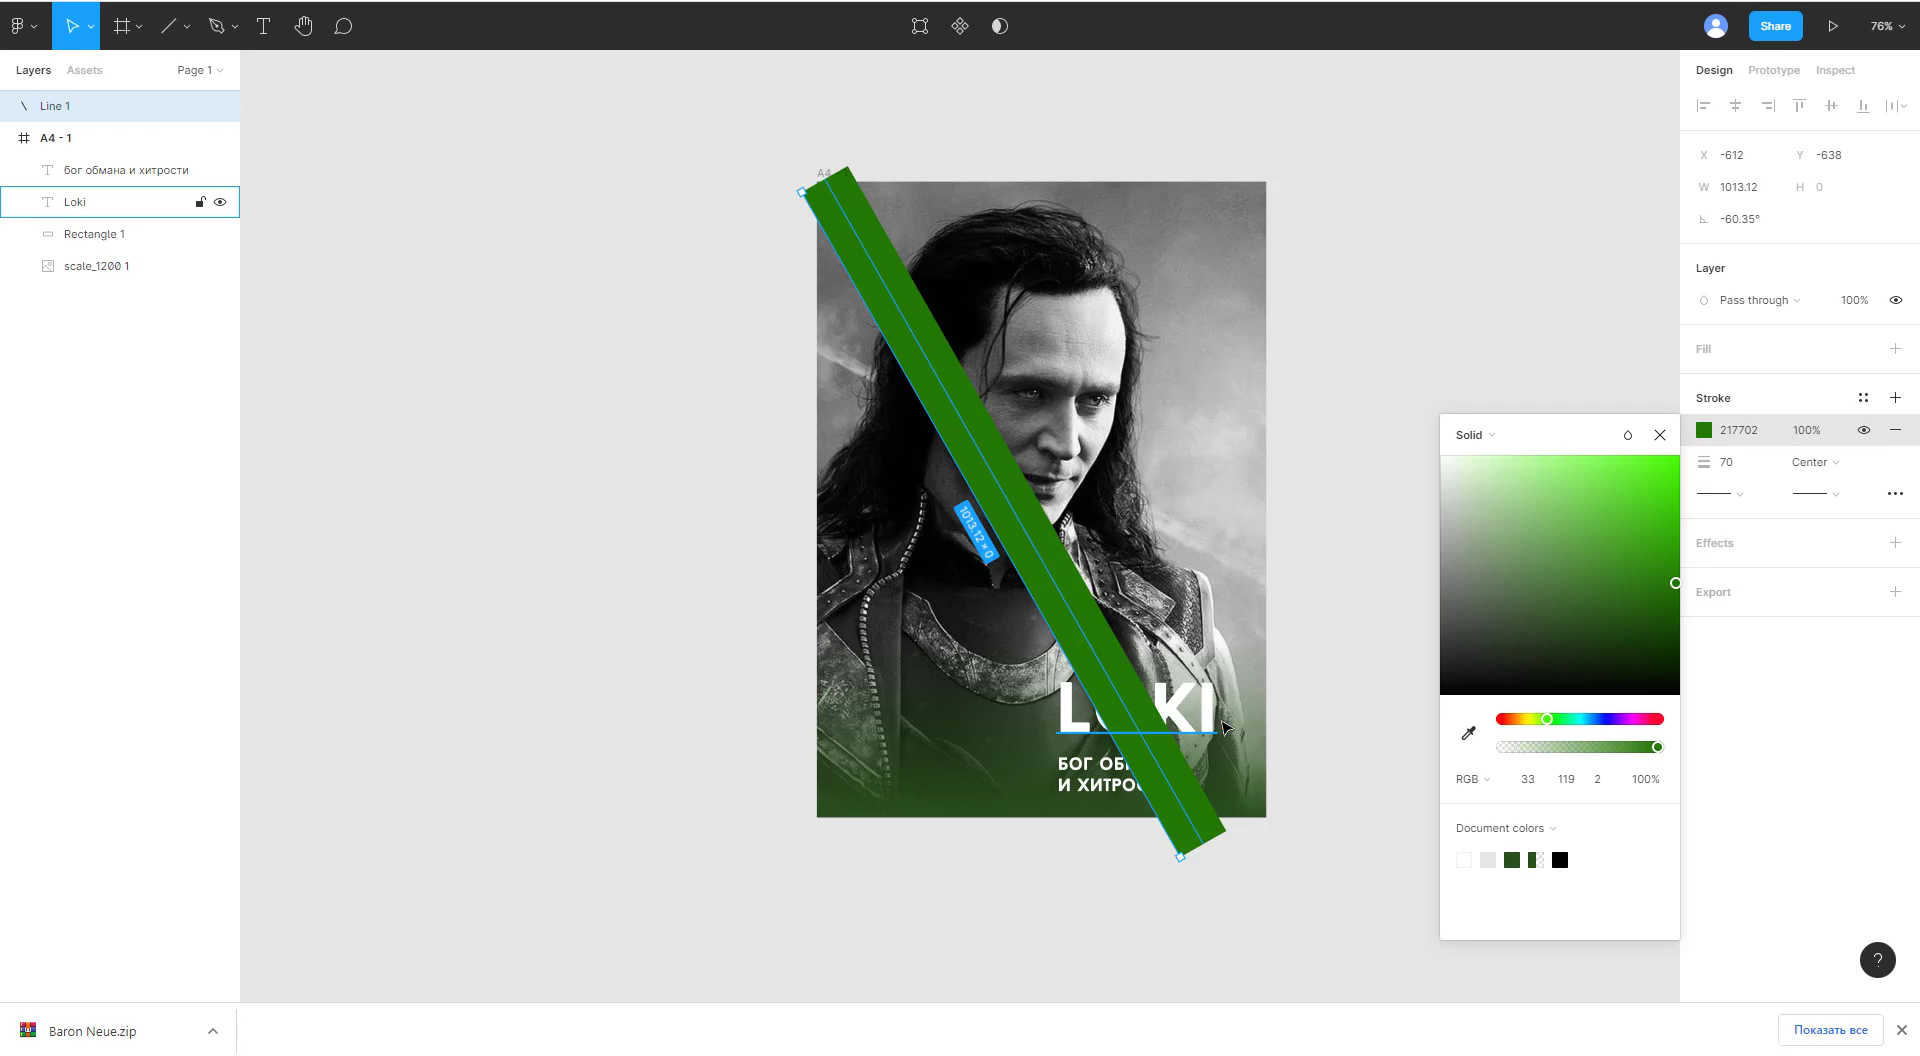 Share
76%
Layers
Assets
Page 1
Line 1
A4 - 1
бог обмана и хитрости
Loki
Rectangle 1
scale_1200 1
A4
1013.12 × 0
LOKI
БОГ ОБ
И ХИТРО
Design
Prototype
Inspect
X -612 Y -638
W 1013.12 H 0
-60.35°
Layer
Pass through 100%
Fill
Stroke
217702 100%
70 Center
Effects
Export
Solid
RGB 33 119 2 100%
Document colors
?
Baron Neue.zip
Показать все